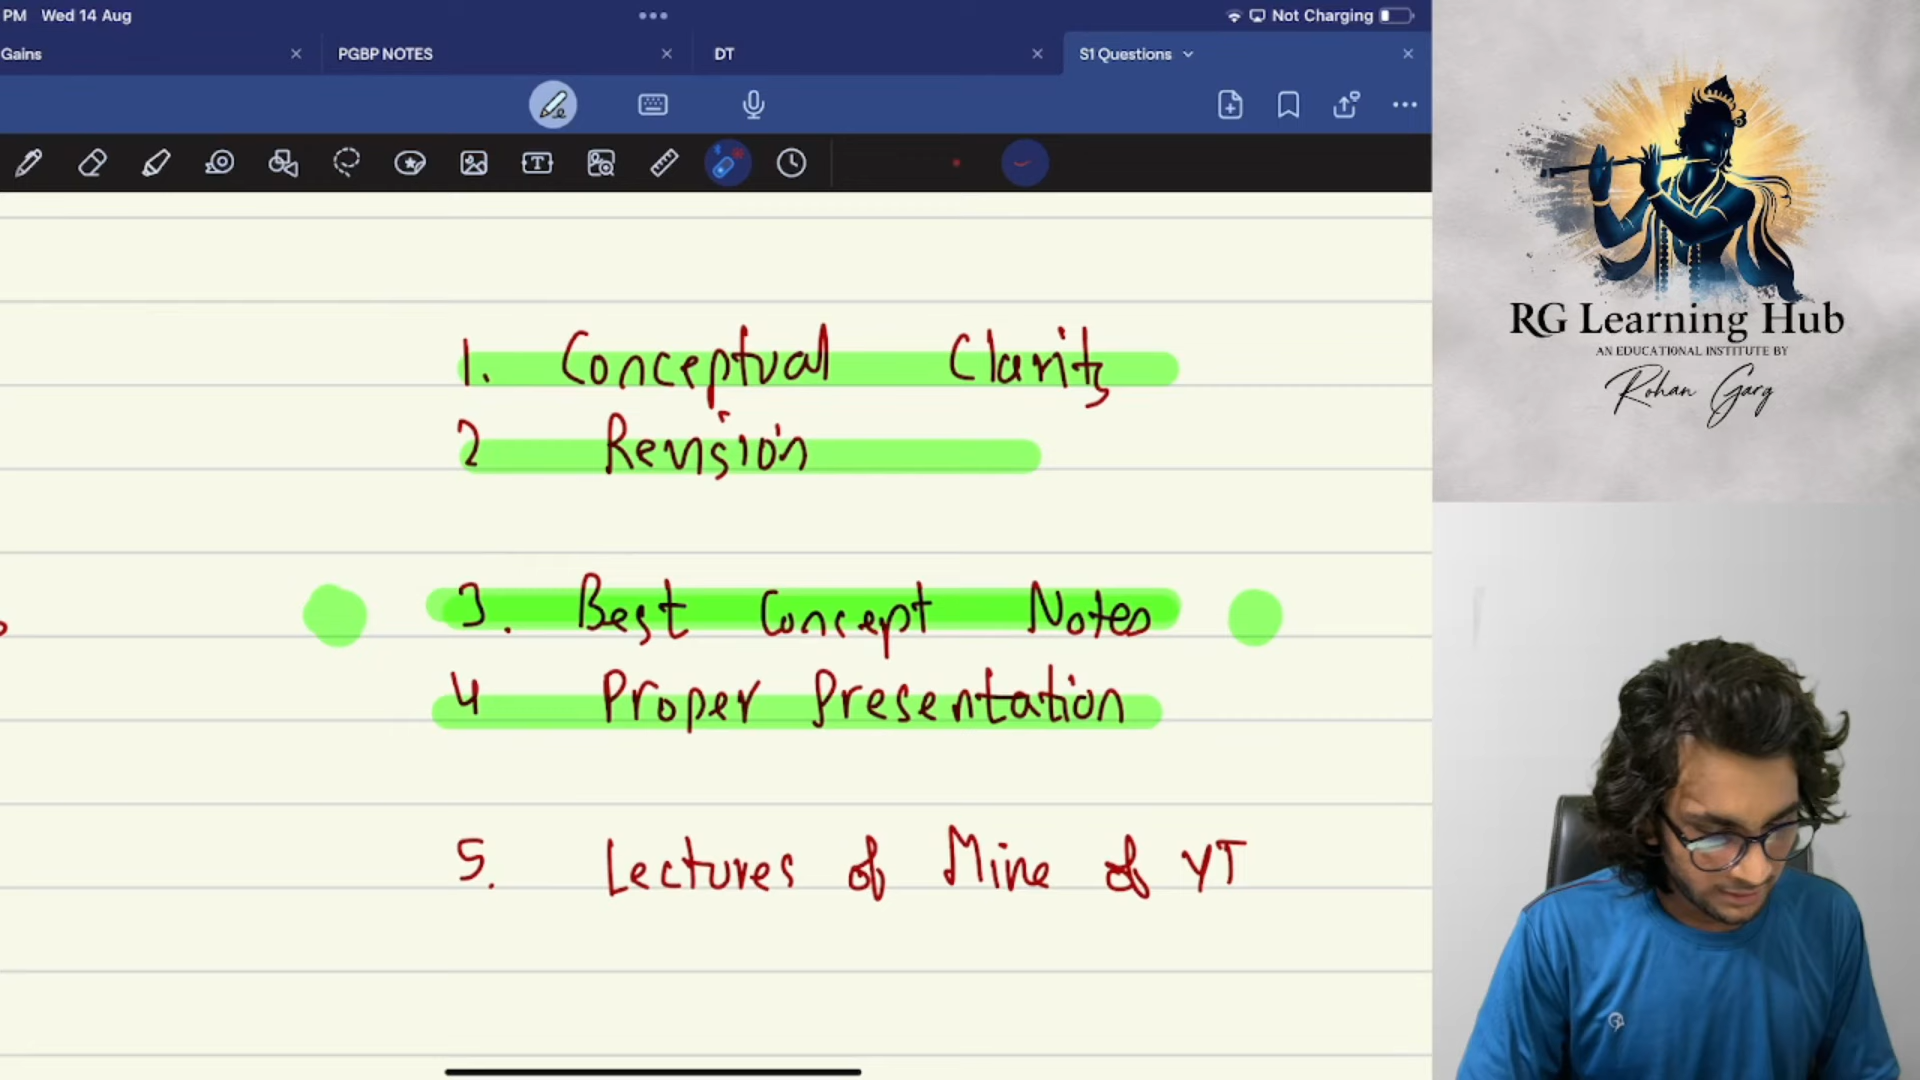 PM Wed 14 Aug
Not Charging
Gains
PGBP NOTES
DT
S1 Questions
1. Conceptual Clarity
2 Revision
3. Best Concept Notes
4 Proper Presentation
5. Lectures of Mine of YT
RG Learning Hub
AN EDUCATIONAL INSTITUTE BY
Rohan Garg